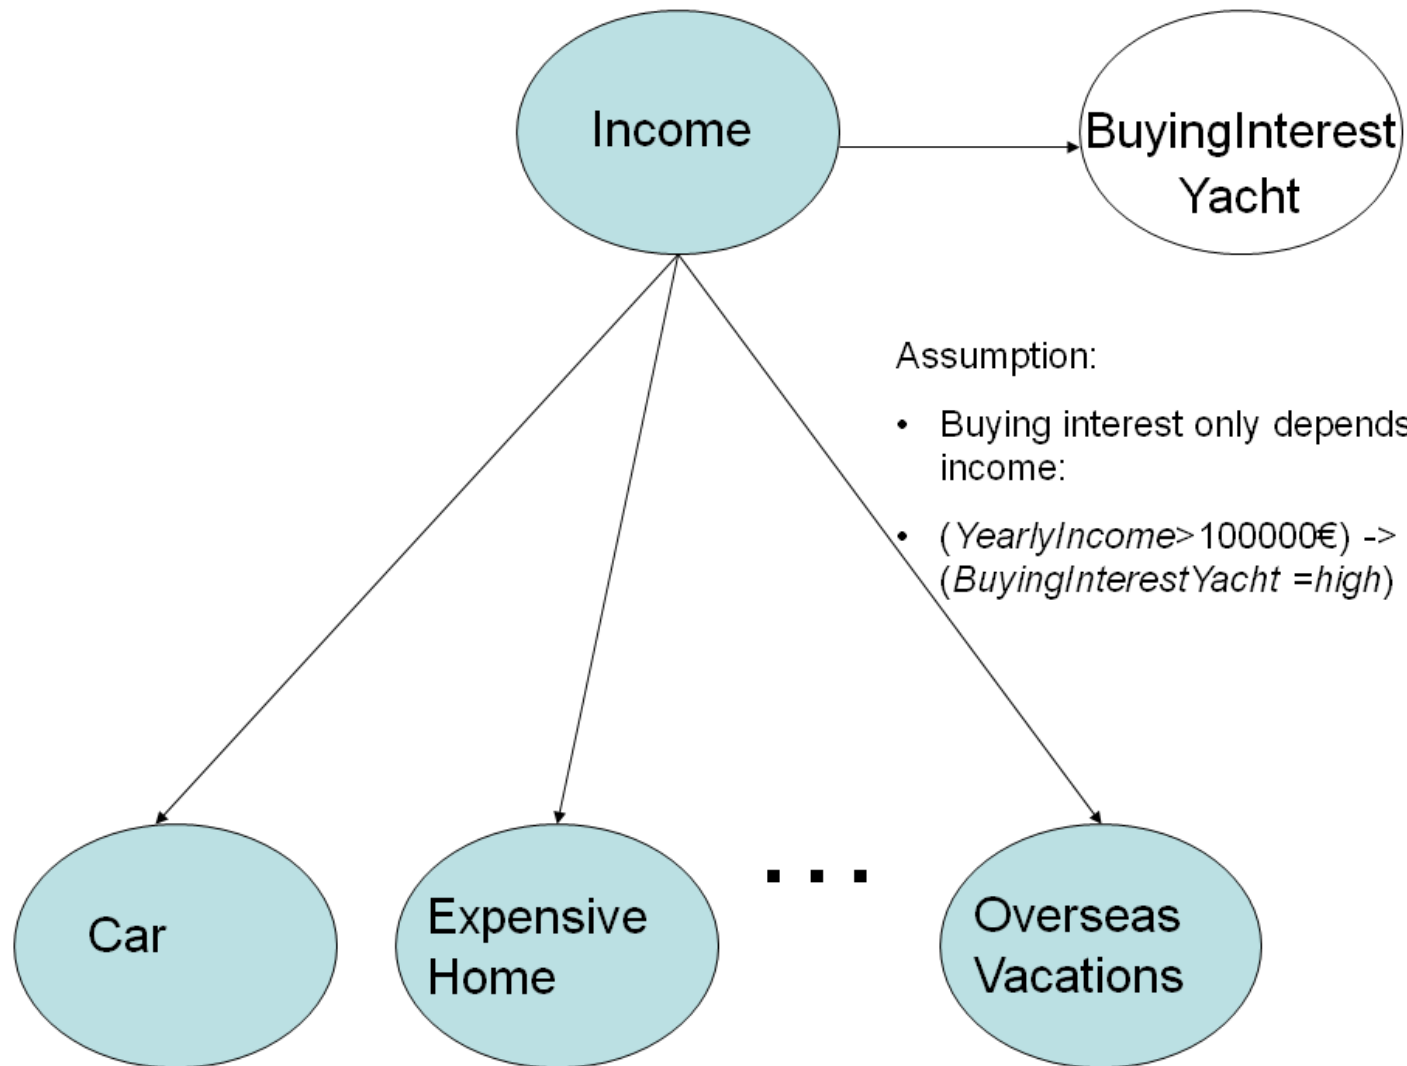 Income
BuyingInterest
Yacht
Assumption:
• Buying interest only depends
income:
• (YearlyIncome>100000€) ->
(BuyingInterestYacht =high)
Car
Expensive
Home
. . .
Overseas
Vacations